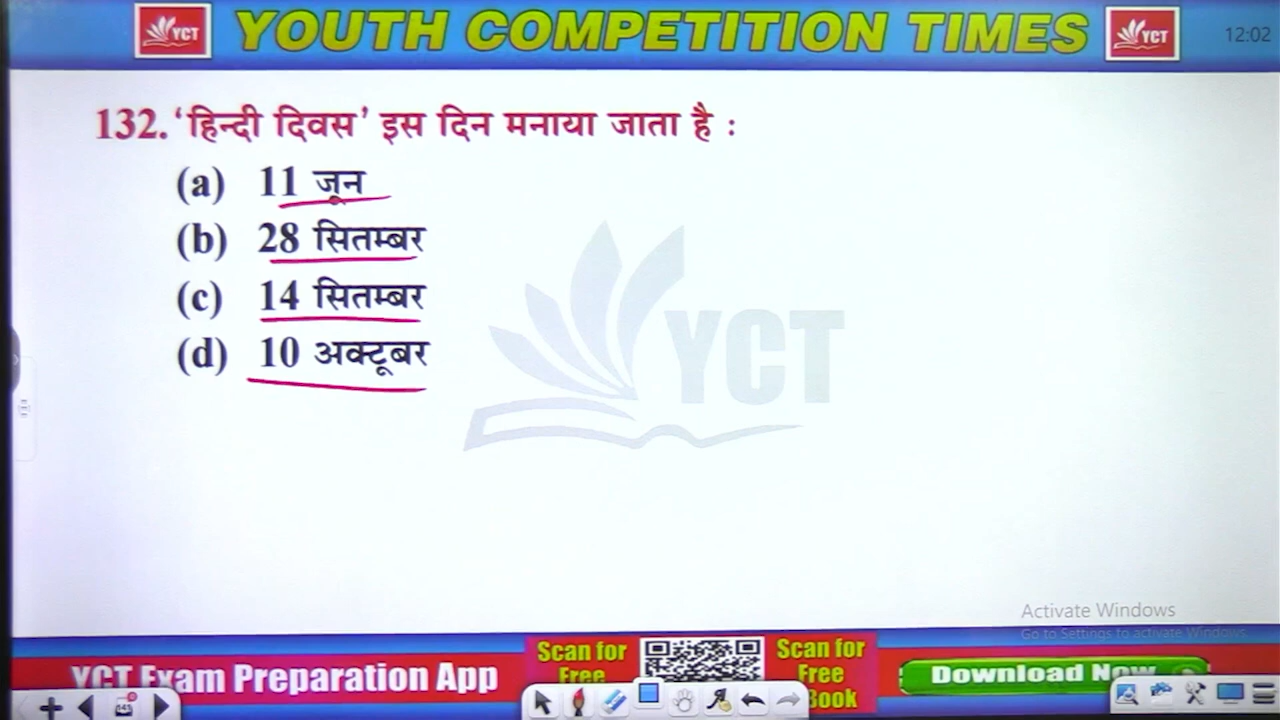 YCT
YOUTH COMPETITION TIMES
YCT
12:02
132. 'हिन्दी दिवस' इस दिन मनाया जाता है :
(a) 11 जून
(b) 28 सितम्बर
(c) 14 सितम्बर
(d) 10 अक्टूबर
YCT
Activate Windows
Go to Settings to activate Windows.
YCT Exam Preparation App
Scan for
Free
Scan for
Free
Book
Download Now
141